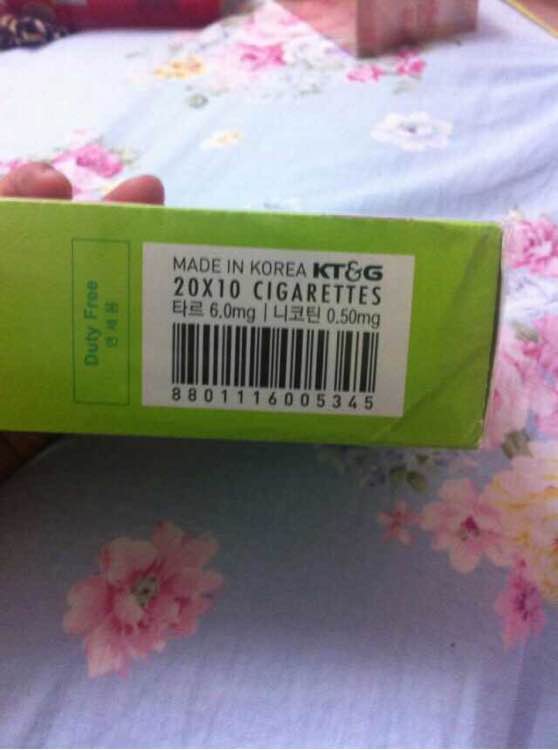 MADE IN KOREA KT&G
20X10 CIGARETTES
타르 6.0mg | 니코틴 0.50mg
8801116005345
Duty Free
면세품